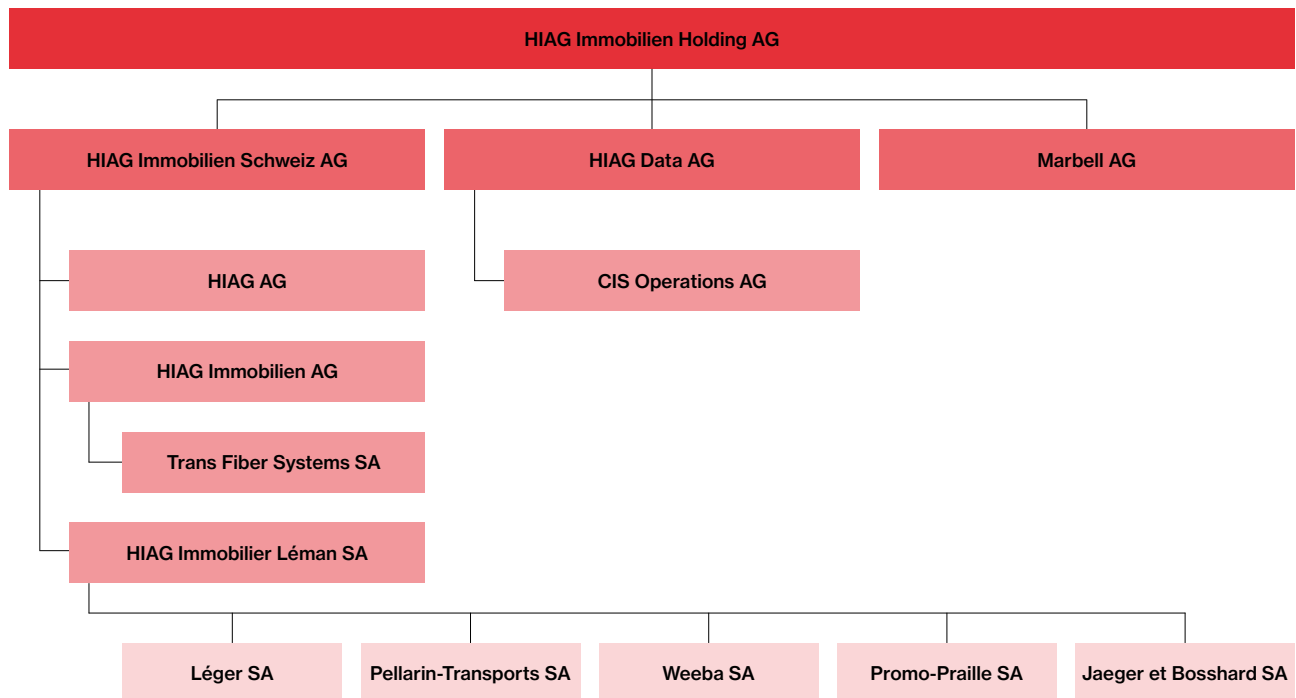 HIAG Immobilien Holding AG
HIAG Immobilien Schweiz AG
HIAG Data AG
Marbell AG
HIAG AG
CIS Operations AG
HIAG Immobilien AG
Trans Fiber Systems SA
HIAG Immobilier Léman SA
Léger SA
Pellarin-Transports SA
Weeba SA
Promo-Praille SA
Jaeger et Bosshard SA